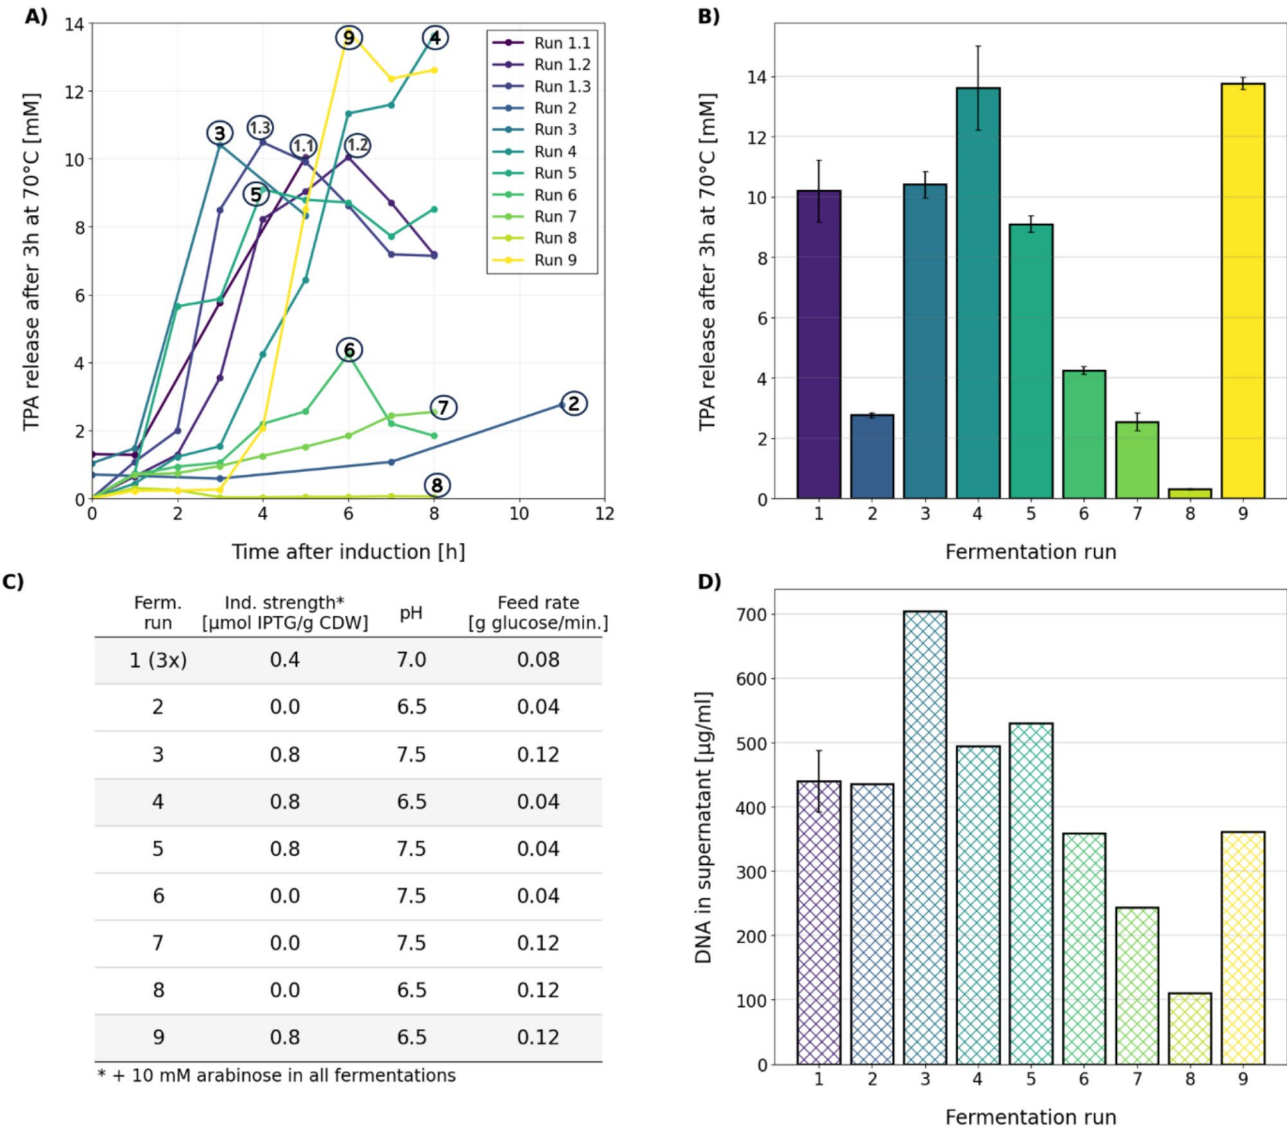 A)
TPA release after 3h at 70°C [mM]
14
12
10
8
6
4
2
0
0 2 4 6 8 10 12
Time after induction [h]
9
4
3
1.3
1.1
1.2
5
6
7
2
8
Run 1.1
Run 1.2
Run 1.3
Run 2
Run 3
Run 4
Run 5
Run 6
Run 7
Run 8
Run 9
B)
TPA release after 3h at 70°C [mM]
14
12
10
8
6
4
2
0
1 2 3 4 5 6 7 8 9
Fermentation run
C)
Ferm. run Ind. strength* [µmol IPTG/g CDW] pH Feed rate [g glucose/min.]
1 (3x) 0.4 7.0 0.08
2 0.0 6.5 0.04
3 0.8 7.5 0.12
4 0.8 6.5 0.04
5 0.8 7.5 0.04
6 0.0 7.5 0.04
7 0.0 7.5 0.12
8 0.0 6.5 0.12
9 0.8 6.5 0.12
* + 10 mM arabinose in all fermentations
D)
DNA in supernatant [µg/ml]
700
600
500
400
300
200
100
0
1 2 3 4 5 6 7 8 9
Fermentation run